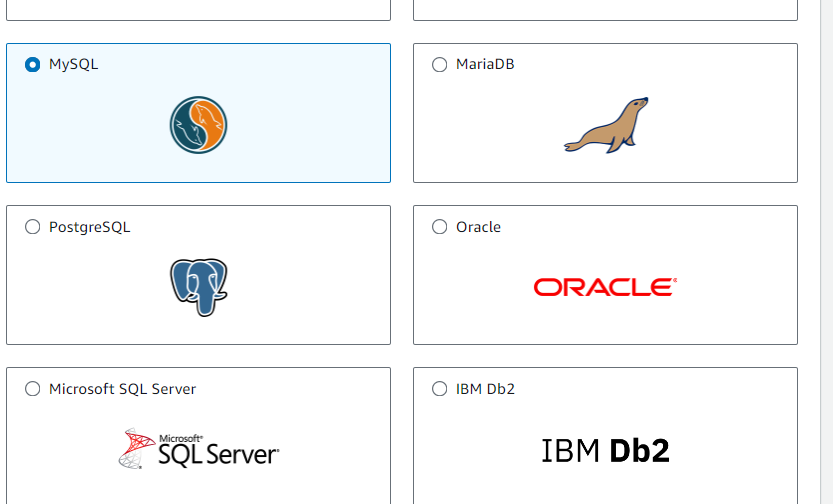 MySQL
MariaDB
PostgreSQL
Oracle
ORACLE®
Microsoft SQL Server
IBM Db2
Microsoft®
SQL Server®
IBM Db2